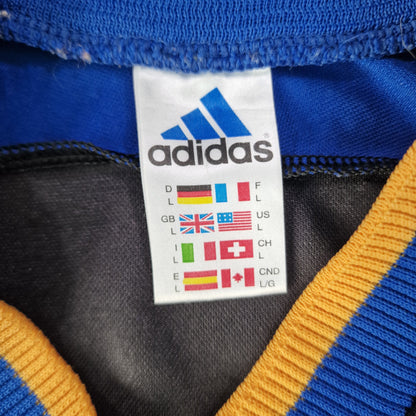 adidas
D F
L L
GB US
L L
I CH
L L
E CND
L L/G